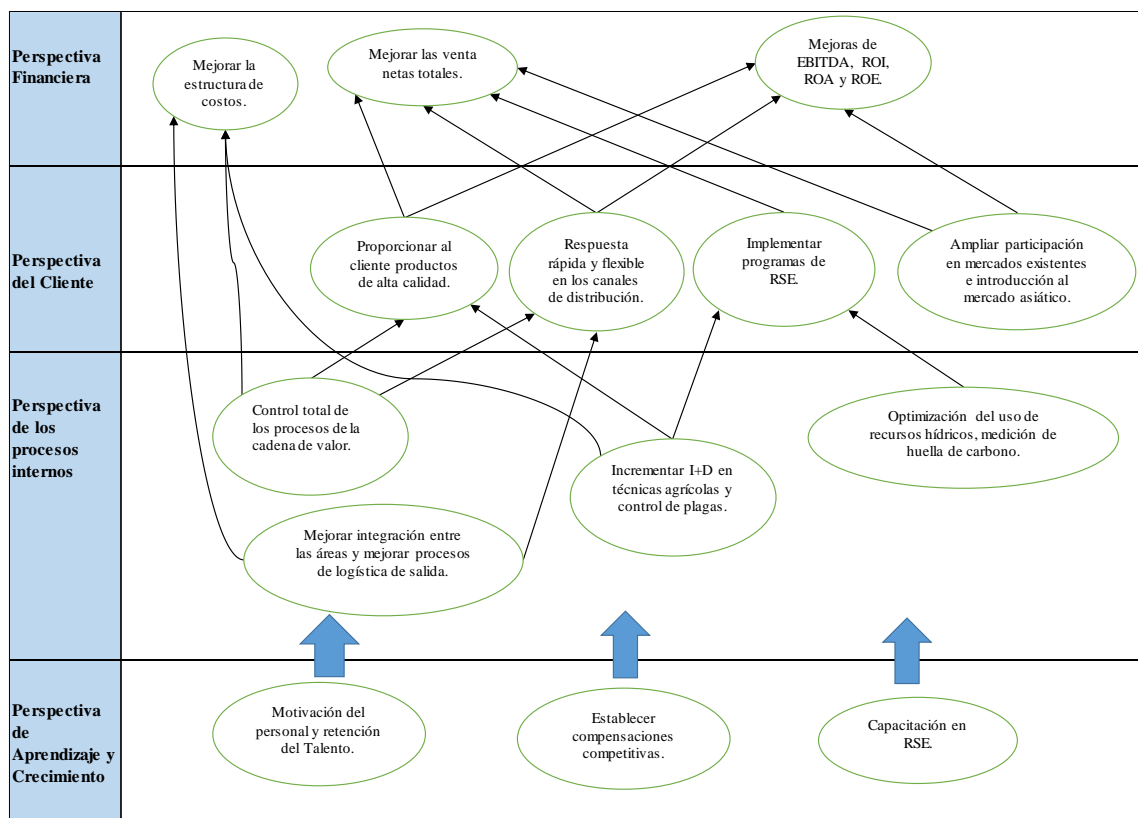 Perspectiva
Financiera
Mejorar la
estructura de
costos.
Mejorar las venta
netas totales.
Mejoras de
EBITDA, ROI,
ROA y ROE.
Perspectiva
del Cliente
Proporcionar al
cliente productos
de alta calidad.
Respuesta
rápida y flexible
en los canales
de distribución.
Implementar
programas de
RSE.
Ampliar participación
en mercados existentes
e introducción al
mercado asiático.
Perspectiva
de los
procesos
internos
Control total de
los procesos de la
cadena de valor.
Incrementar I+D en
técnicas agrícolas y
control de plagas.
Optimización del uso de
recursos hídricos, medición de
huella de carbono.
Mejorar integración entre
las áreas y mejorar procesos
de logística de salida.
Perspectiva
de
Aprendizaje y
Crecimiento
Motivación del
personal y retención
del Talento.
Establecer
compensaciones
competitivas.
Capacitación en
RSE.